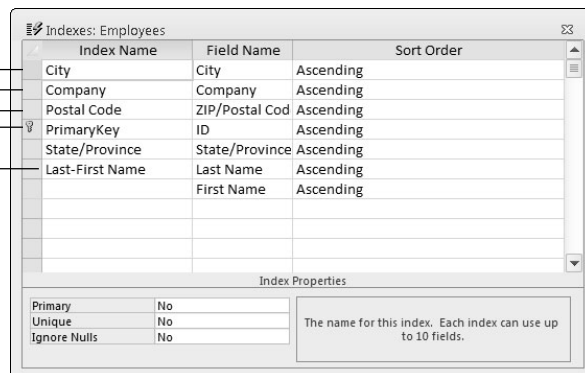 Indexes: Employees
Index Name Field Name Sort Order
City City Ascending
Company Company Ascending
Postal Code ZIP/Postal Cod Ascending
PrimaryKey ID Ascending
State/Province State/Province Ascending
Last-First Name Last Name Ascending
First Name Ascending
Index Properties
Primary No
Unique No
Ignore Nulls No
The name for this index. Each index can use up
to 10 fields.